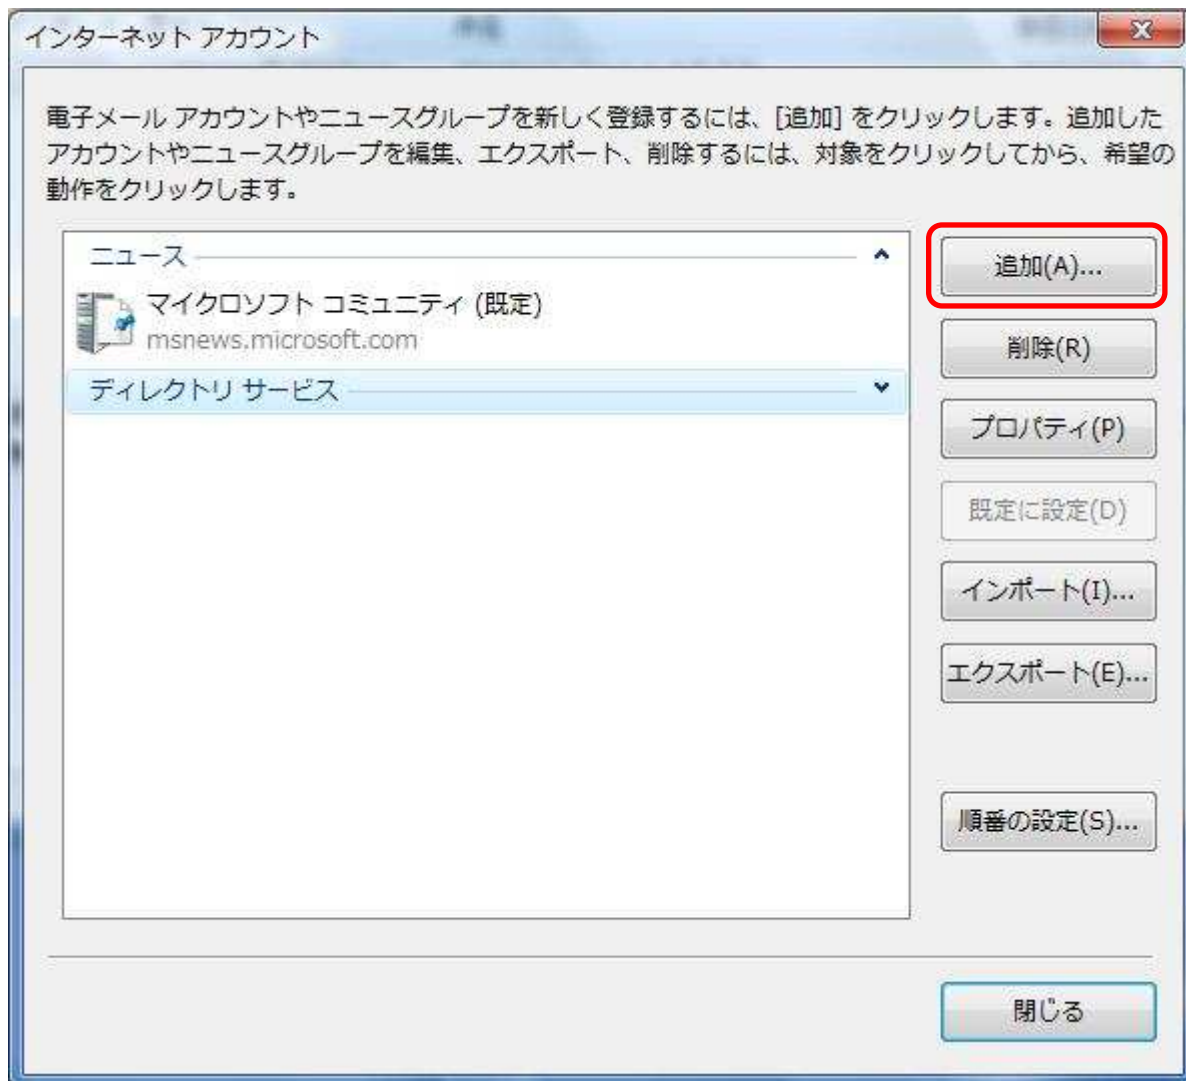 インターネット アカウント
電子メール アカウントやニュースグループを新しく登録するには、[追加] をクリックします。追加した
アカウントやニュースグループを編集、エクスポート、削除するには、対象をクリックしてから、希望の
動作をクリックします。
ニュース
マイクロソフト コミュニティ (既定)
msnews.microsoft.com
ディレクトリ サービス
追加(A)...
削除(R)
プロパティ(P)
既定に設定(D)
インポート(I)...
エクスポート(E)...
順番の設定(S)...
閉じる